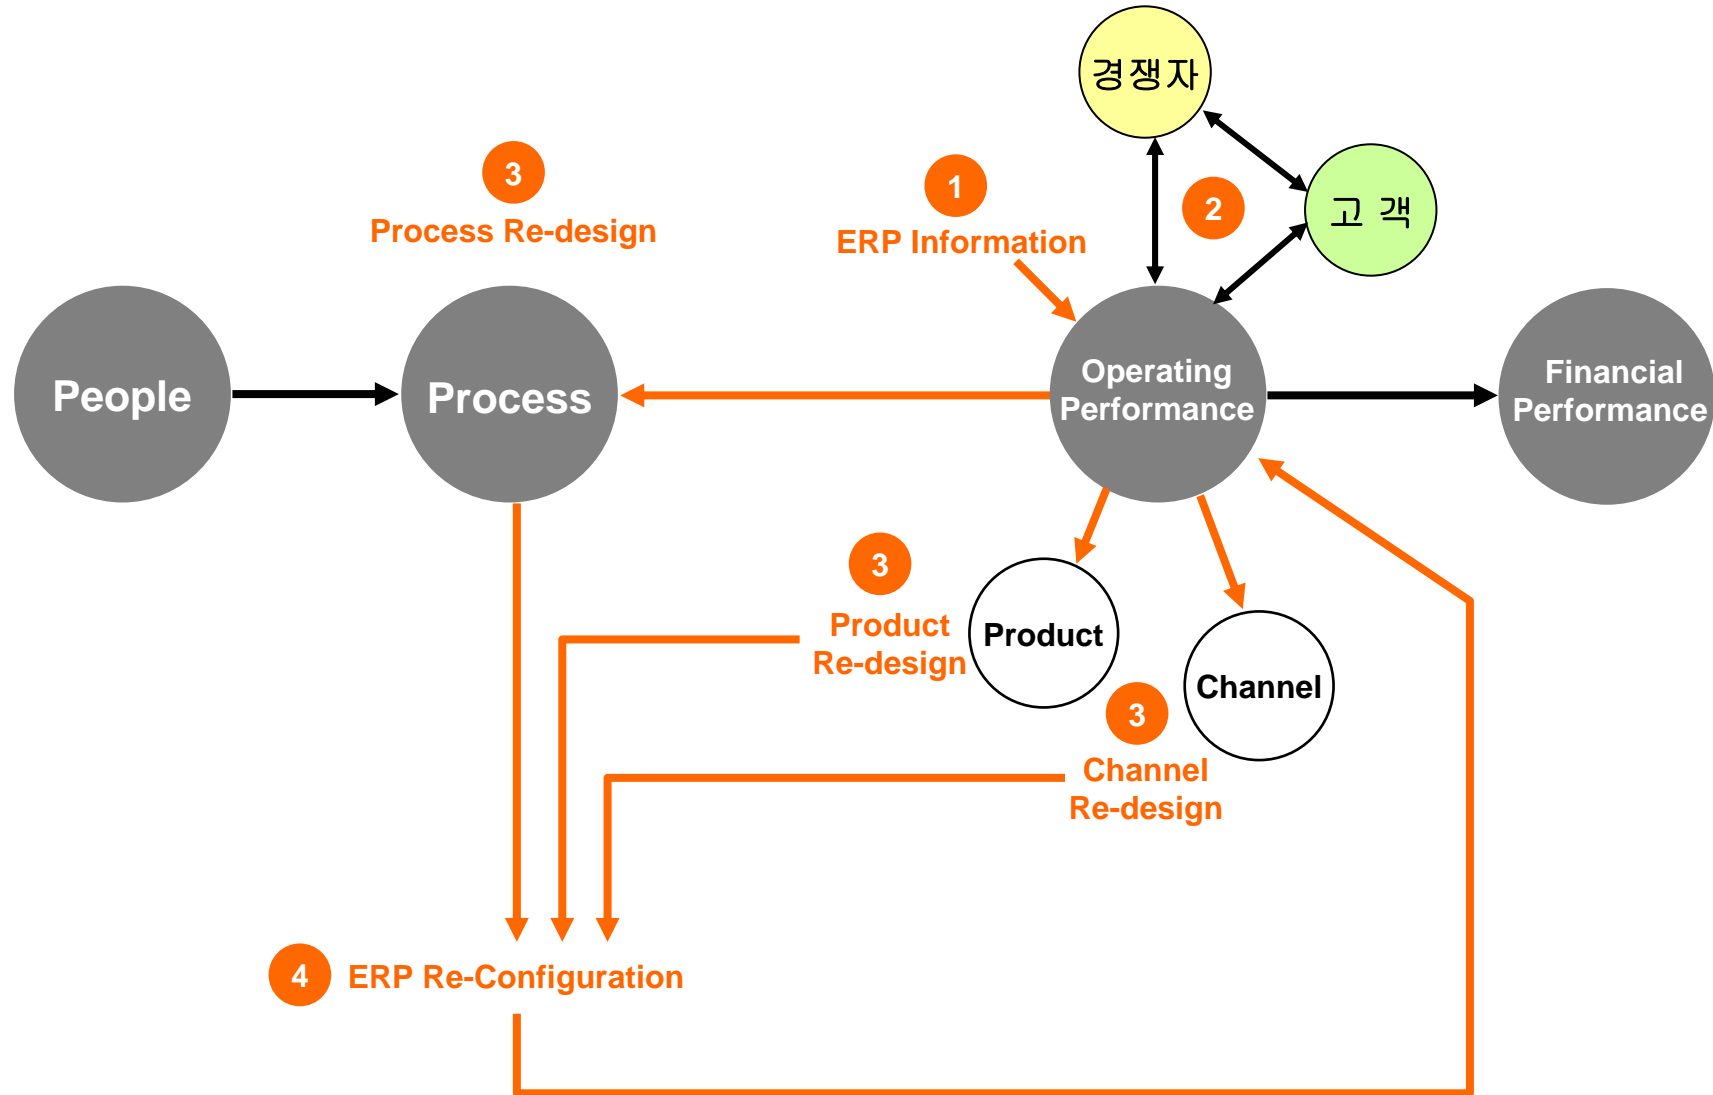 경쟁자
3
1
2
고 객
Process Re-design
ERP Information
People
Process
Operating
Performance
Financial
Performance
3
Product
Re-design
Product
Channel
3
Channel
Re-design
4
ERP Re-Configuration